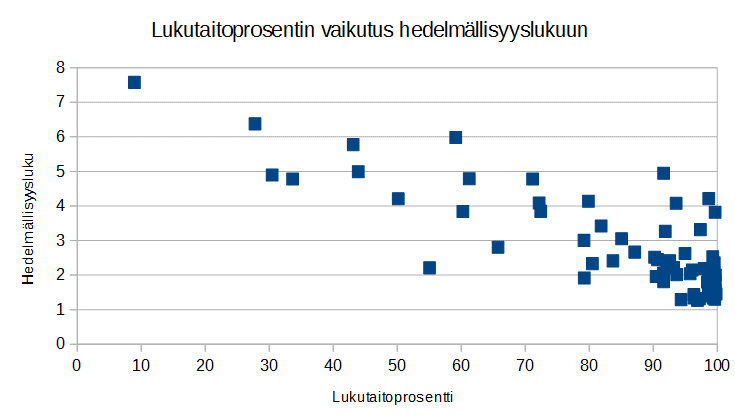 Lukutaitoprosentin vaikutus hedelmällisyyslukuun
8
7
6
5
4
3
2
1
0
Hedelmällisyysluku
0 10 20 30 40 50 60 70 80 90 100
Lukutaitoprosentti